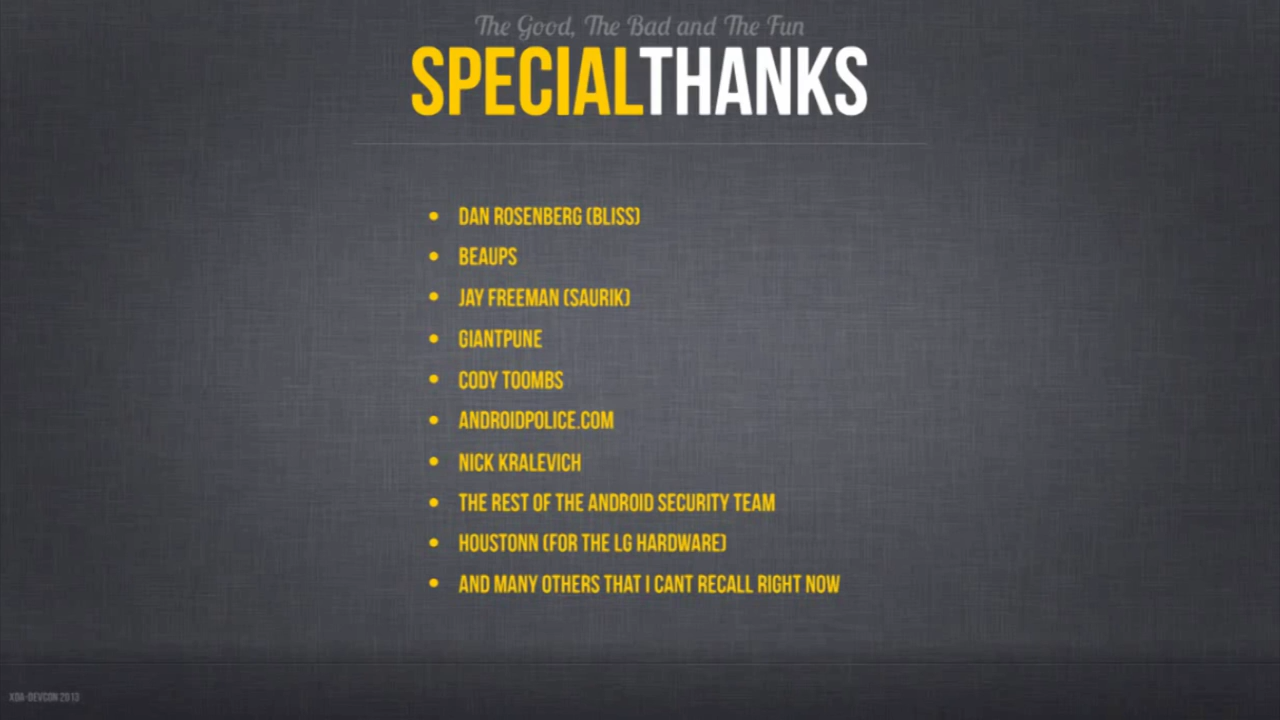 The Good, The Bad and The Fun
SPECIALTHANKS
• DAN ROSENBERG (BLISS)
• BEAUPS
• JAY FREEMAN (SAURIK)
• GIANTPUNE
• CODY TOOMBS
• ANDROIDPOLICE.COM
• NICK KRALEVICH
• THE REST OF THE ANDROID SECURITY TEAM
• HOUSTONN (FOR THE LG HARDWARE)
• AND MANY OTHERS THAT I CANT RECALL RIGHT NOW
XDA-DEVCON 2013